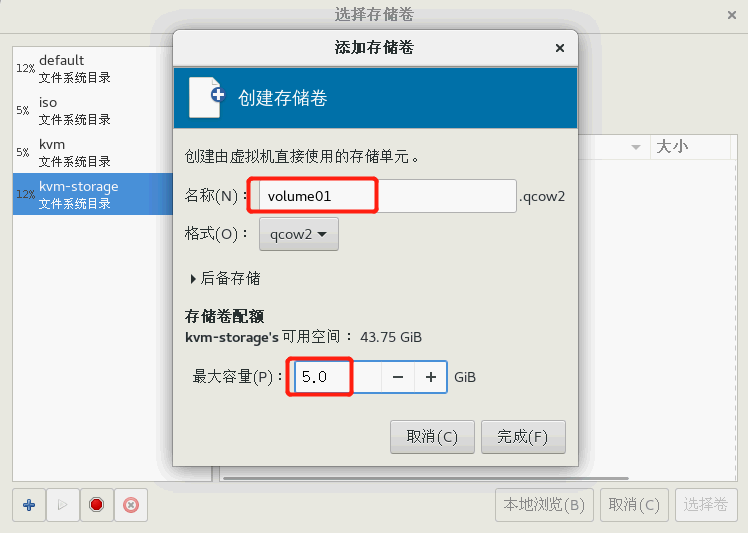 选择存储卷
添加存储卷
创建存储卷
12% default
文件系统目录
5% iso
文件系统目录
5% kvm
文件系统目录
12% kvm-storage
文件系统目录
大小
创建由虚拟机直接使用的存储单元。
名称(N)： volume01 .qcow2
格式(O)： qcow2
后备存储
存储卷配额
kvm-storage's 可用空间： 43.75 GiB
最大容量(P)： 5.0 − + GiB
取消(C) 完成(F)
本地浏览(B) 取消(C) 选择卷